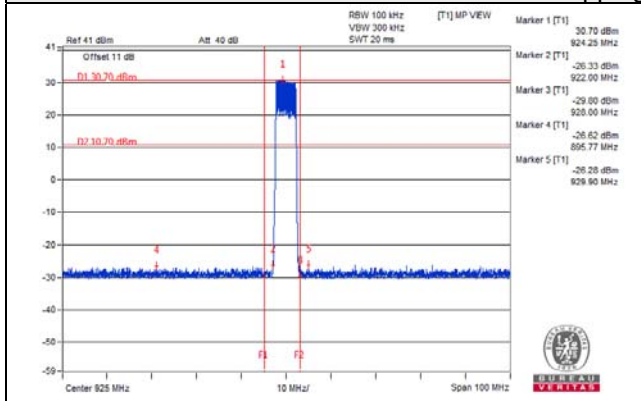 RBW 100 kHz [T1] MP VIEW
VBW 300 kHz
Ref 41 dBm Att 40 dB SWT 20 ms
Marker 1 [T1]
30.70 dBm
924.25 MHz
Marker 2 [T1]
-26.33 dBm
922.00 MHz
Marker 3 [T1]
-29.80 dBm
928.00 MHz
Marker 4 [T1]
-26.62 dBm
895.77 MHz
Marker 5 [T1]
-26.28 dBm
929.90 MHz
41
Offset 11 dB
1
D1 30.70 dBm
30
20
D2 10.70 dBm
10
0
-10
-20
4 2 5
-30
-40
-50
F1 F2
-59
Center 925 MHz 10 MHz/ Span 100 MHz
1828
BUREAU
VERITAS